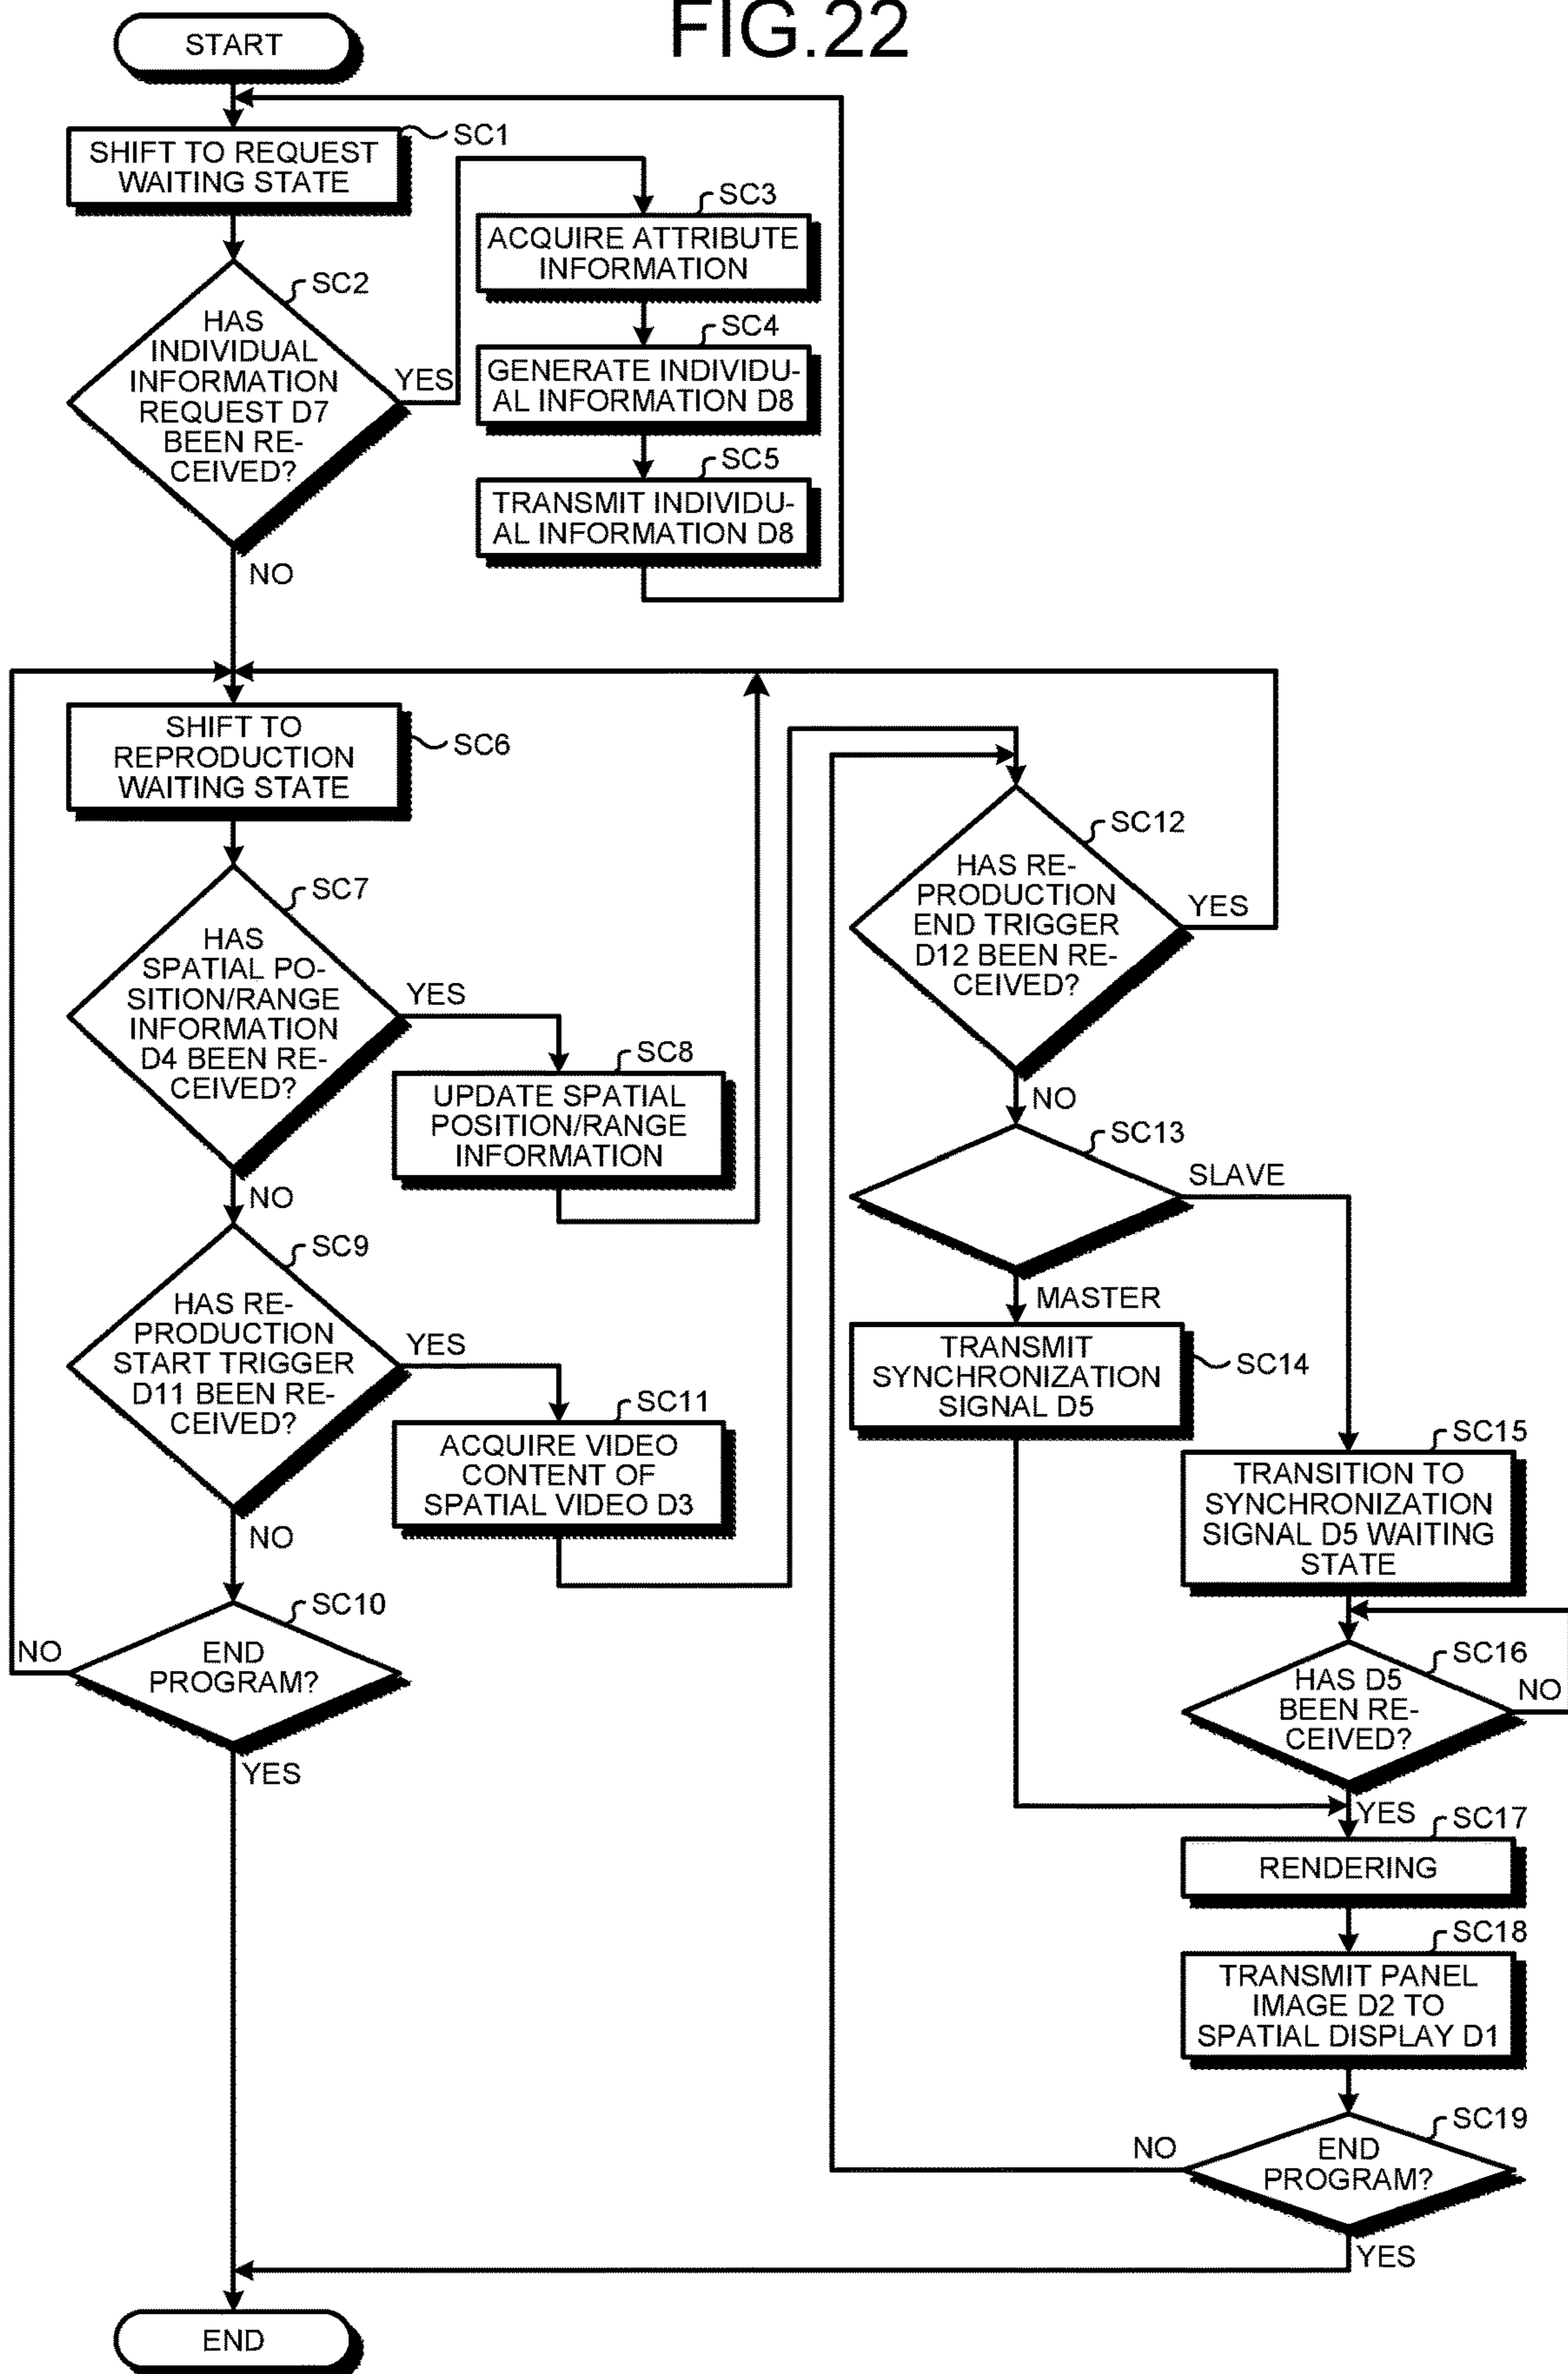 FIG.22
START
SC1
SHIFT TO REQUEST
WAITING STATE
SC2
HAS
INDIVIDUAL
INFORMATION
REQUEST D7
BEEN RE-
CEIVED?
YES
NO
SC3
ACQUIRE ATTRIBUTE
INFORMATION
SC4
GENERATE INDIVIDU-
AL INFORMATION D8
SC5
TRANSMIT INDIVIDU-
AL INFORMATION D8
SHIFT TO
REPRODUCTION
WAITING STATE
SC6
SC7
HAS
SPATIAL PO-
SITION/RANGE
INFORMATION
D4 BEEN RE-
CEIVED?
YES
NO
SC8
UPDATE SPATIAL
POSITION/RANGE
INFORMATION
SC9
HAS RE-
PRODUCTION
START TRIGGER
D11 BEEN RE-
CEIVED?
YES
NO
SC11
ACQUIRE VIDEO
CONTENT OF
SPATIAL VIDEO D3
SC10
END
PROGRAM?
NO
YES
SC12
HAS RE-
PRODUCTION
END TRIGGER
D12 BEEN RE-
CEIVED?
YES
NO
SC13
SLAVE
MASTER
TRANSMIT
SYNCHRONIZATION
SIGNAL D5
SC14
SC15
TRANSITION TO
SYNCHRONIZATION
SIGNAL D5 WAITING
STATE
SC16
HAS D5
BEEN RE-
CEIVED?
NO
YES
SC17
RENDERING
SC18
TRANSMIT PANEL
IMAGE D2 TO
SPATIAL DISPLAY D1
SC19
END
PROGRAM?
NO
YES
END